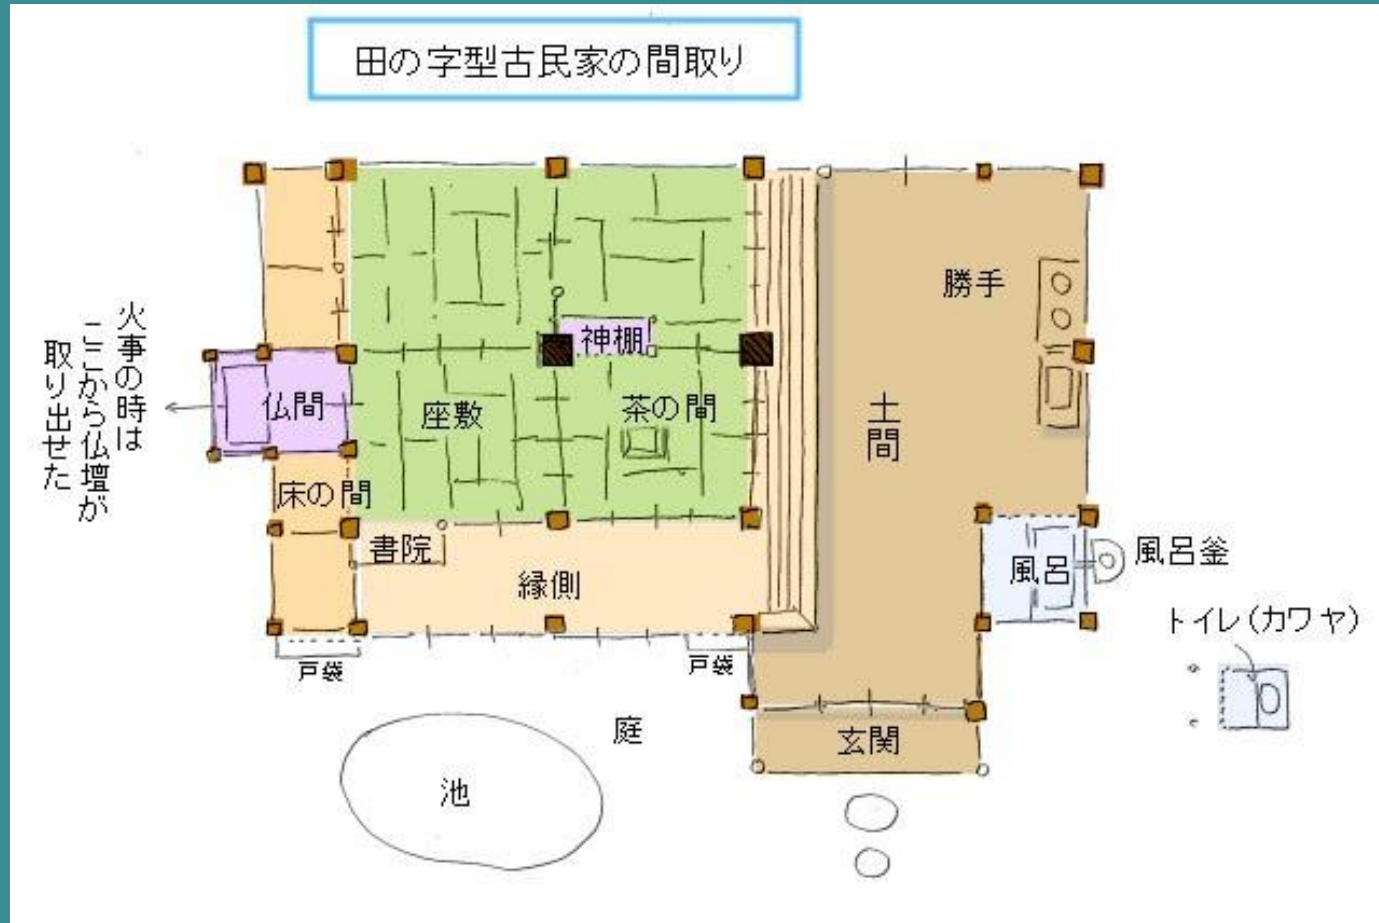 田の字型古民家の間取り
火事の時は
ここから仏壇が
取り出せた
仏間
座敷
神棚
茶の間
勝手
土間
床の間
書院
縁側
風呂
風呂釜
トイレ(カワヤ)
戸袋
戸袋
庭
池
玄関